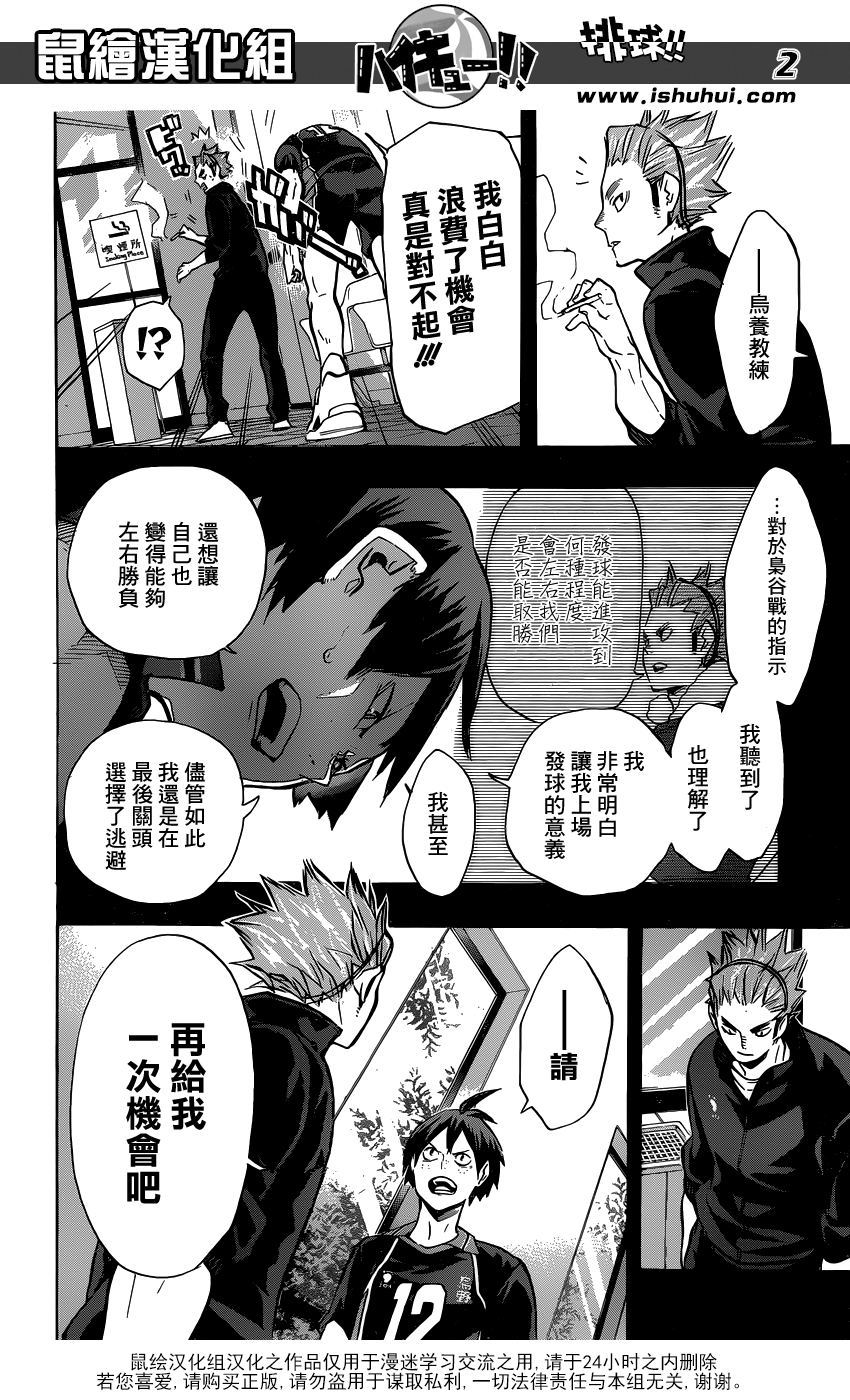 鼠繪漢化組
ハイキュー!!
排球!!
2
www.ishuhui.com
——烏養教練
我白白
浪費了機會
真是對不起!!!
喫煙所
Smoking Place
!?
…對於梟谷戰的指示
我聽到了
也理解了
發球能進攻到
何種程度
會左右我們
是否能取勝
我
非常明白
讓我上場
發球的意義
我甚至
還想讓
自己也
變得能夠
左右勝負
儘管如此
我還是在
最後關頭
選擇了逃避
——請
再給我
一次機會吧
烏野
12
鼠绘汉化组汉化之作品仅用于漫迷学习交流之用, 请于24小时之内删除
若您喜爱, 请购买正版, 请勿盗用于谋取私利, 一切法律责任与本组无关, 谢谢。